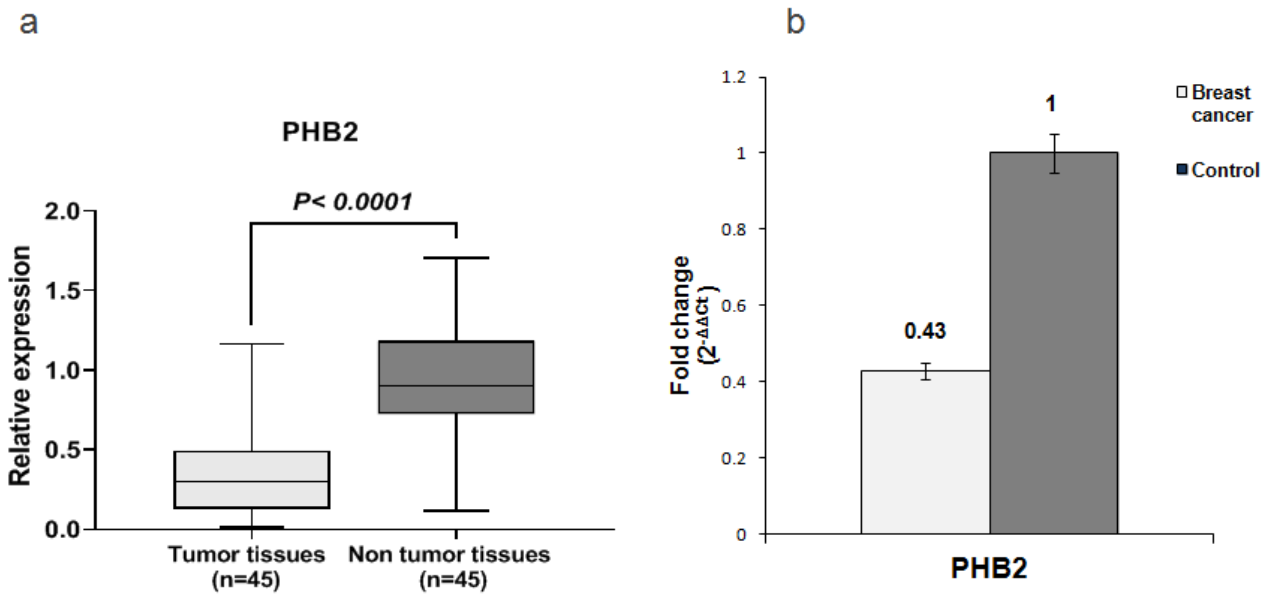 a
PHB2
P< 0.0001
Relative expression
2.0
1.5
1.0
0.5
0.0
Tumor tissues
(n=45)
Non tumor tissues
(n=45)
b
Fold change
(2-ΔΔCt )
1.2
1
0.8
0.6
0.4
0.2
0
0.43
1
PHB2
Breast
cancer
Control